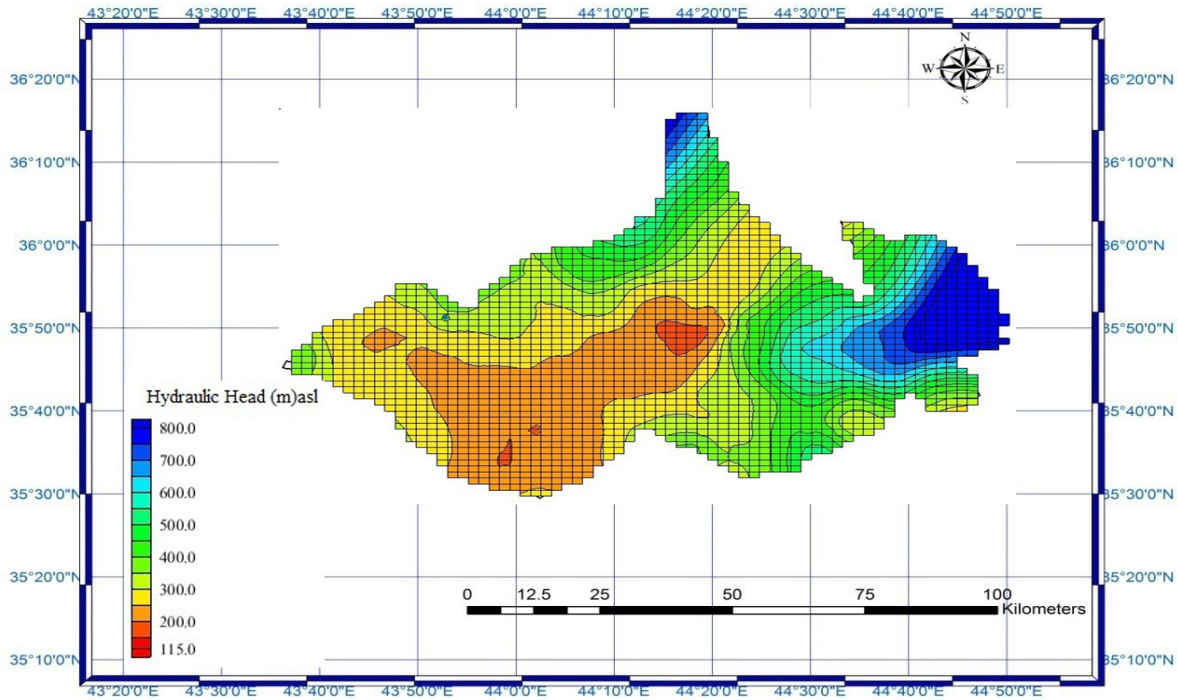 43°20'0"E 43°30'0"E 43°40'0"E 43°50'0"E 44°0'0"E 44°10'0"E 44°20'0"E 44°30'0"E 44°40'0"E 44°50'0"E
N
W E
S
36°20'0"N 36°20'0"N
36°10'0"N 36°10'0"N
36°0'0"N 36°0'0"N
35°50'0"N 35°50'0"N
35°40'0"N 35°40'0"N
35°30'0"N 35°30'0"N
35°20'0"N 35°20'0"N
35°10'0"N 35°10'0"N
Hydraulic Head (m)asl
800.0
700.0
600.0
500.0
400.0
300.0
200.0
115.0
0 12.5 25 50 75 100
Kilometers
43°20'0"E 43°30'0"E 43°40'0"E 43°50'0"E 44°0'0"E 44°10'0"E 44°20'0"E 44°30'0"E 44°40'0"E 44°50'0"E